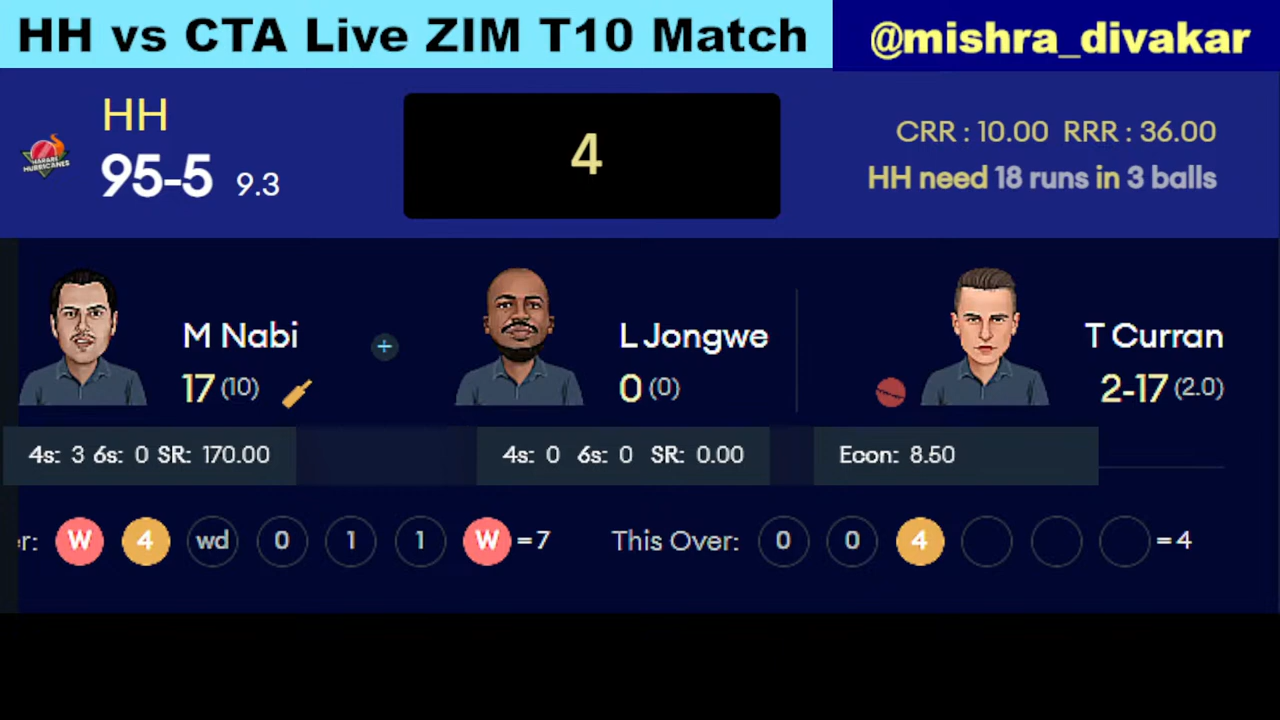 HH vs CTA Live ZIM T10 Match
@mishra_divakar
HH
95-5 9.3
HARARE
HURRICANES
4
CRR : 10.00 RRR : 36.00
HH need 18 runs in 3 balls
M Nabi
17 (10)
+
L Jongwe
0 (0)
T Curran
2-17 (2.0)
4s: 3 6s: 0 SR: 170.00
4s: 0 6s: 0 SR: 0.00
Econ: 8.50
er: W 4 wd 0 1 1 W = 7
This Over: 0 0 4 = 4